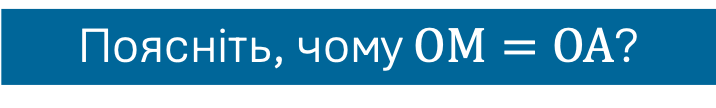 Поясніть, чому OM = OA?